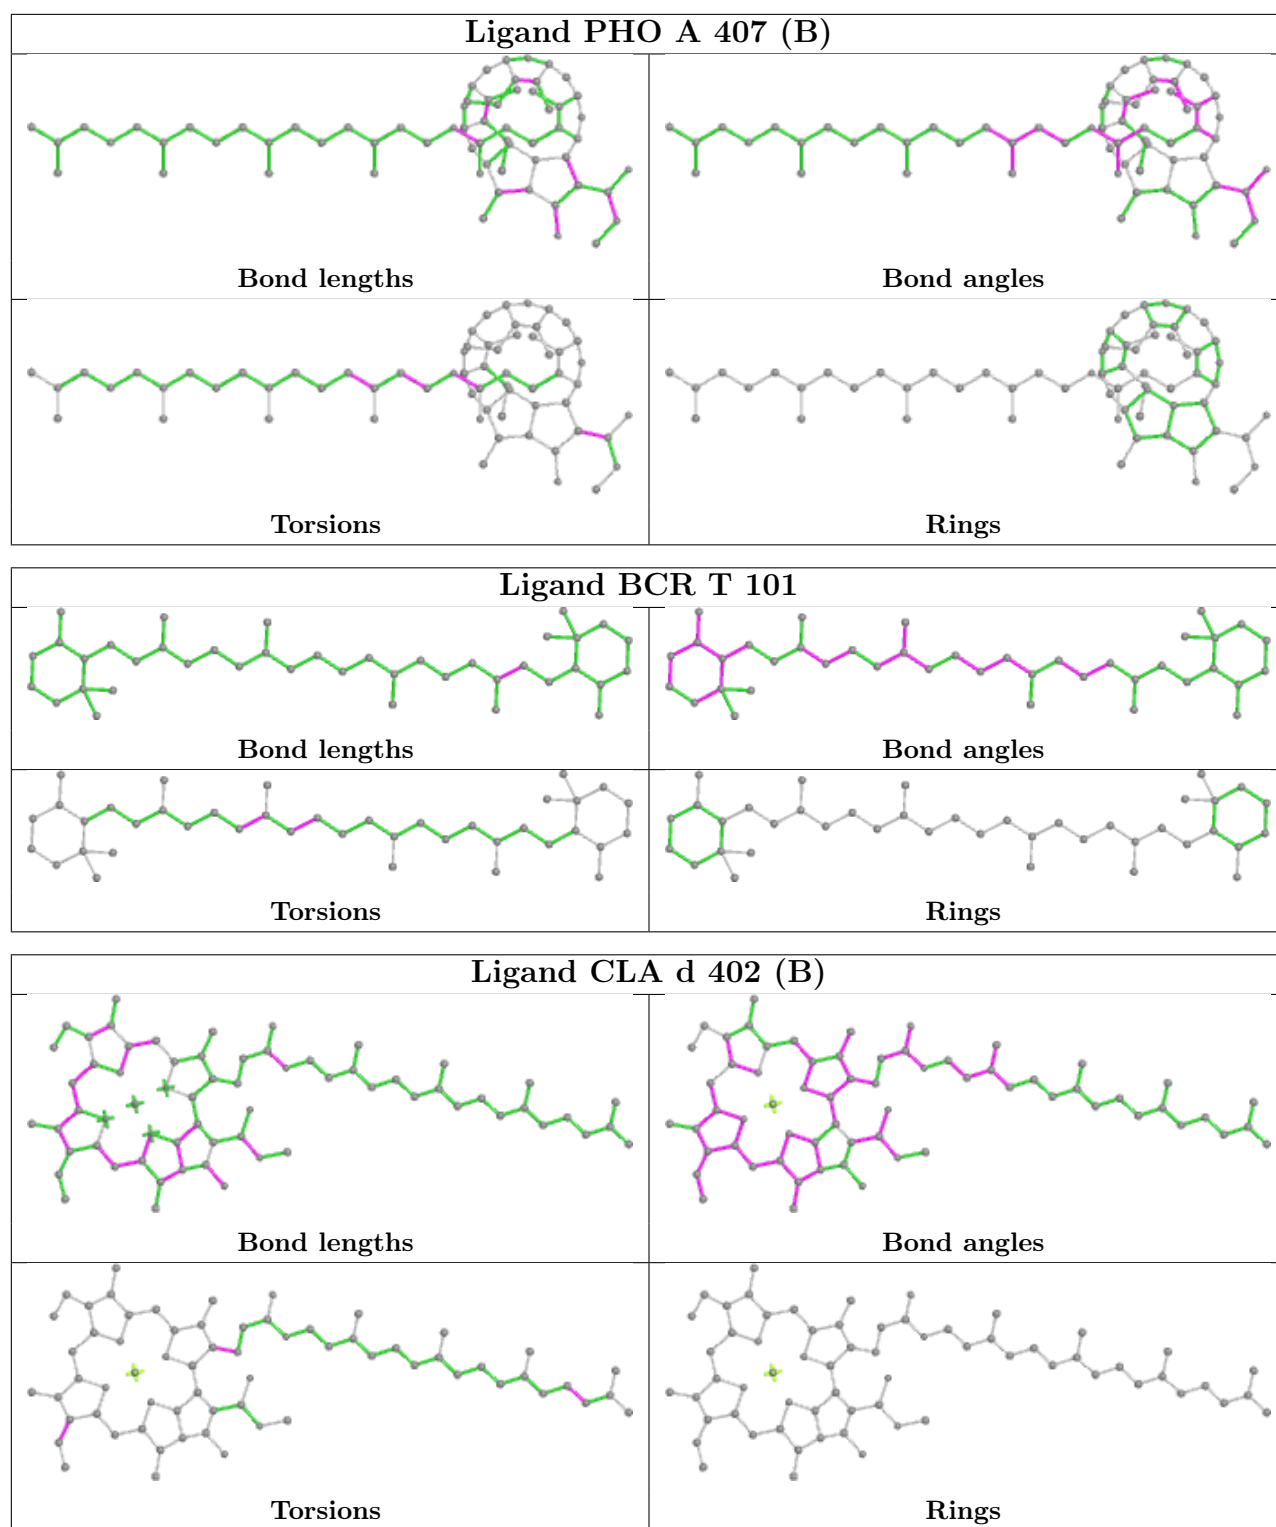 Ligand PHO A 407 (B)
Bond lengths
Bond angles
Torsions
Rings
Ligand BCR T 101
Bond lengths
Bond angles
Torsions
Rings
Ligand CLA d 402 (B)
Bond lengths
Bond angles
Torsions
Rings